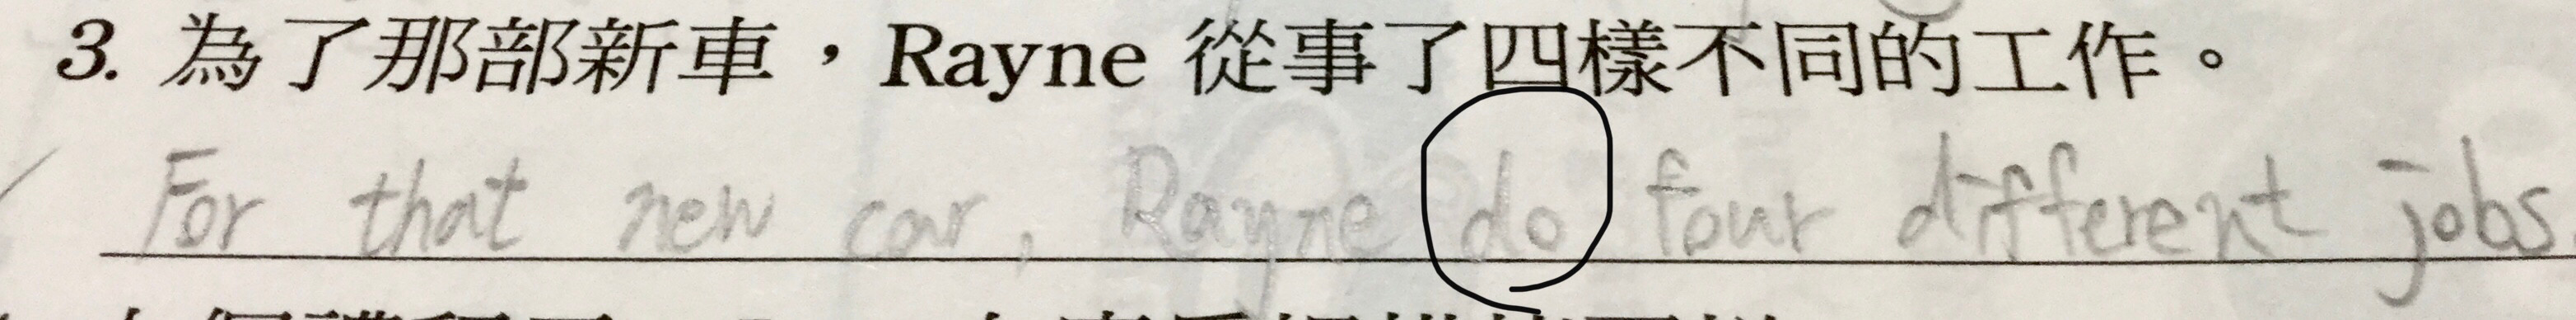 3. 為了那部新車，Rayne 從事了四樣不同的工作。
For that new car, Rayne do four different jobs.